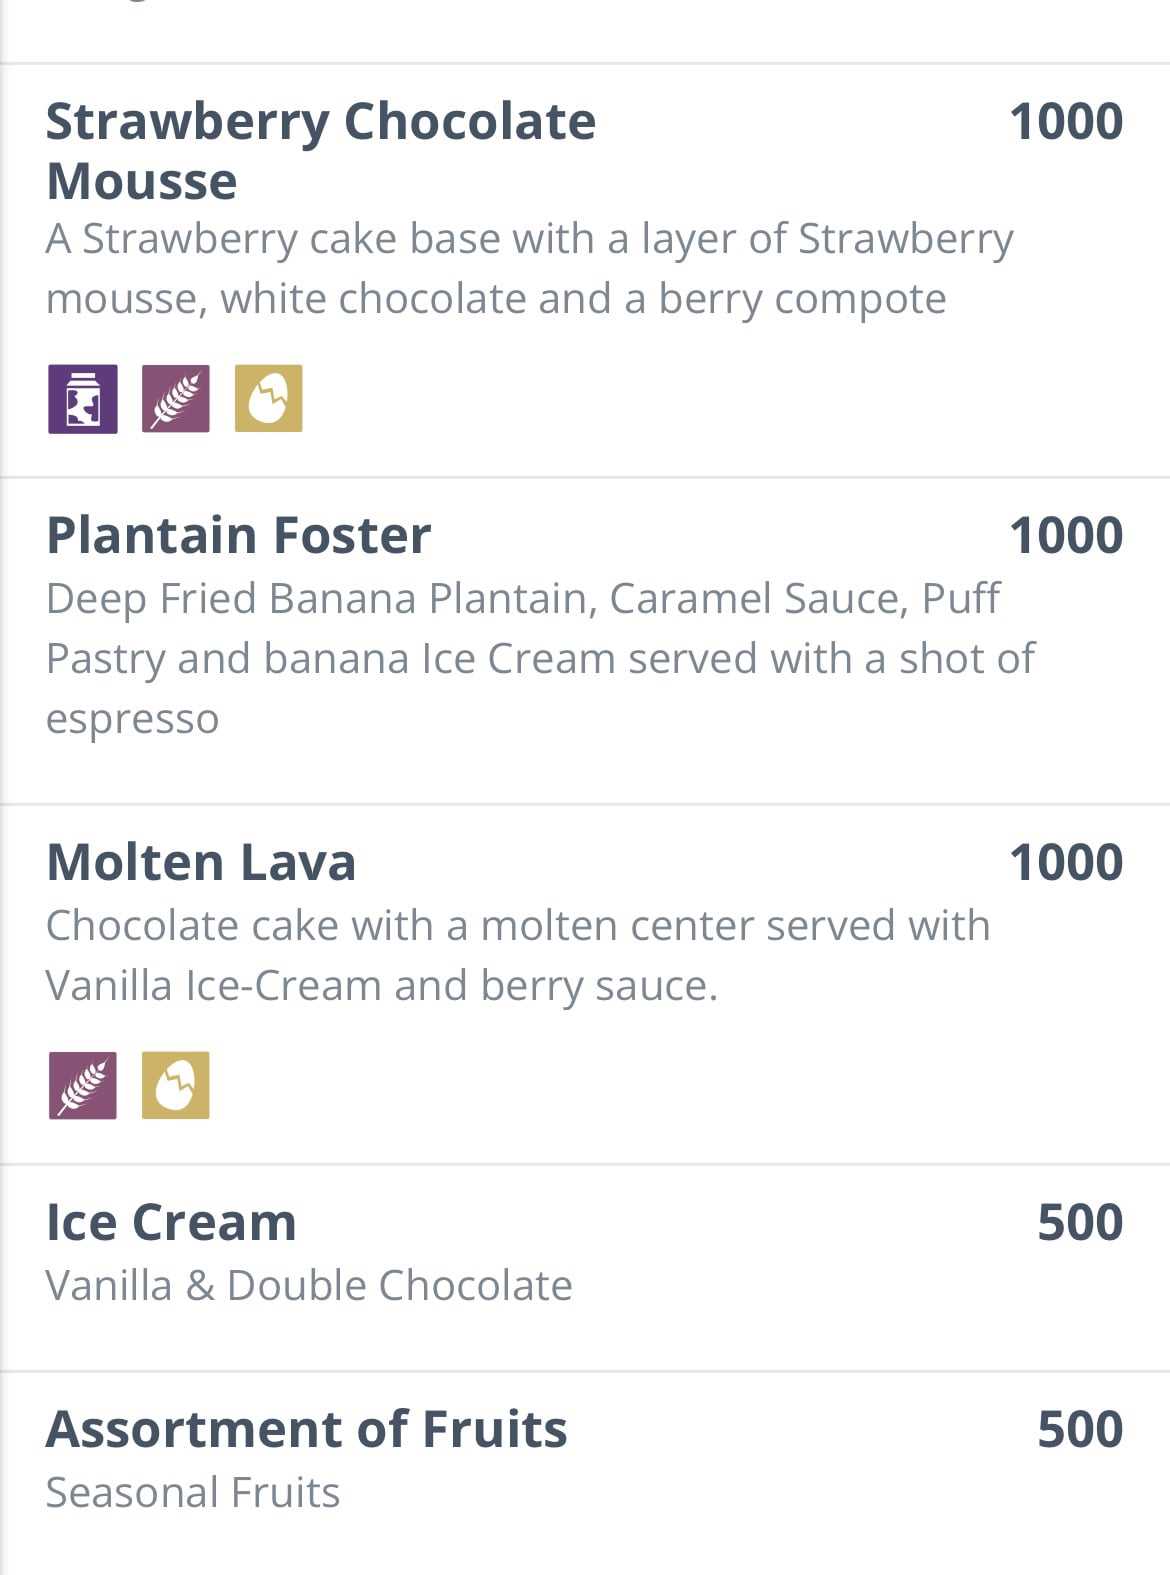 Strawberry Chocolate Mousse 1000
A Strawberry cake base with a layer of Strawberry
mousse, white chocolate and a berry compote
Plantain Foster 1000
Deep Fried Banana Plantain, Caramel Sauce, Puff
Pastry and banana Ice Cream served with a shot of
espresso
Molten Lava 1000
Chocolate cake with a molten center served with
Vanilla Ice-Cream and berry sauce.
Ice Cream 500
Vanilla & Double Chocolate
Assortment of Fruits 500
Seasonal Fruits